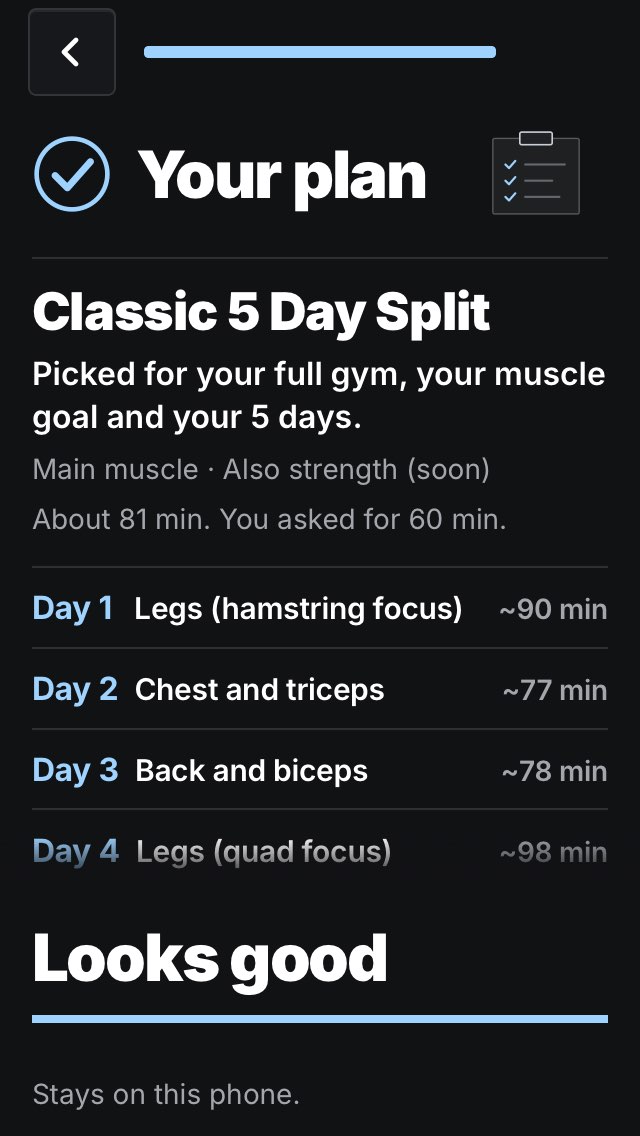 Your plan
Classic 5 Day Split
Picked for your full gym, your muscle
goal and your 5 days.
Main muscle · Also strength (soon)
About 81 min. You asked for 60 min.
Day 1 Legs (hamstring focus) ~90 min
Day 2 Chest and triceps ~77 min
Day 3 Back and biceps ~78 min
Day 4 Legs (quad focus) ~98 min
Looks good
Stays on this phone.